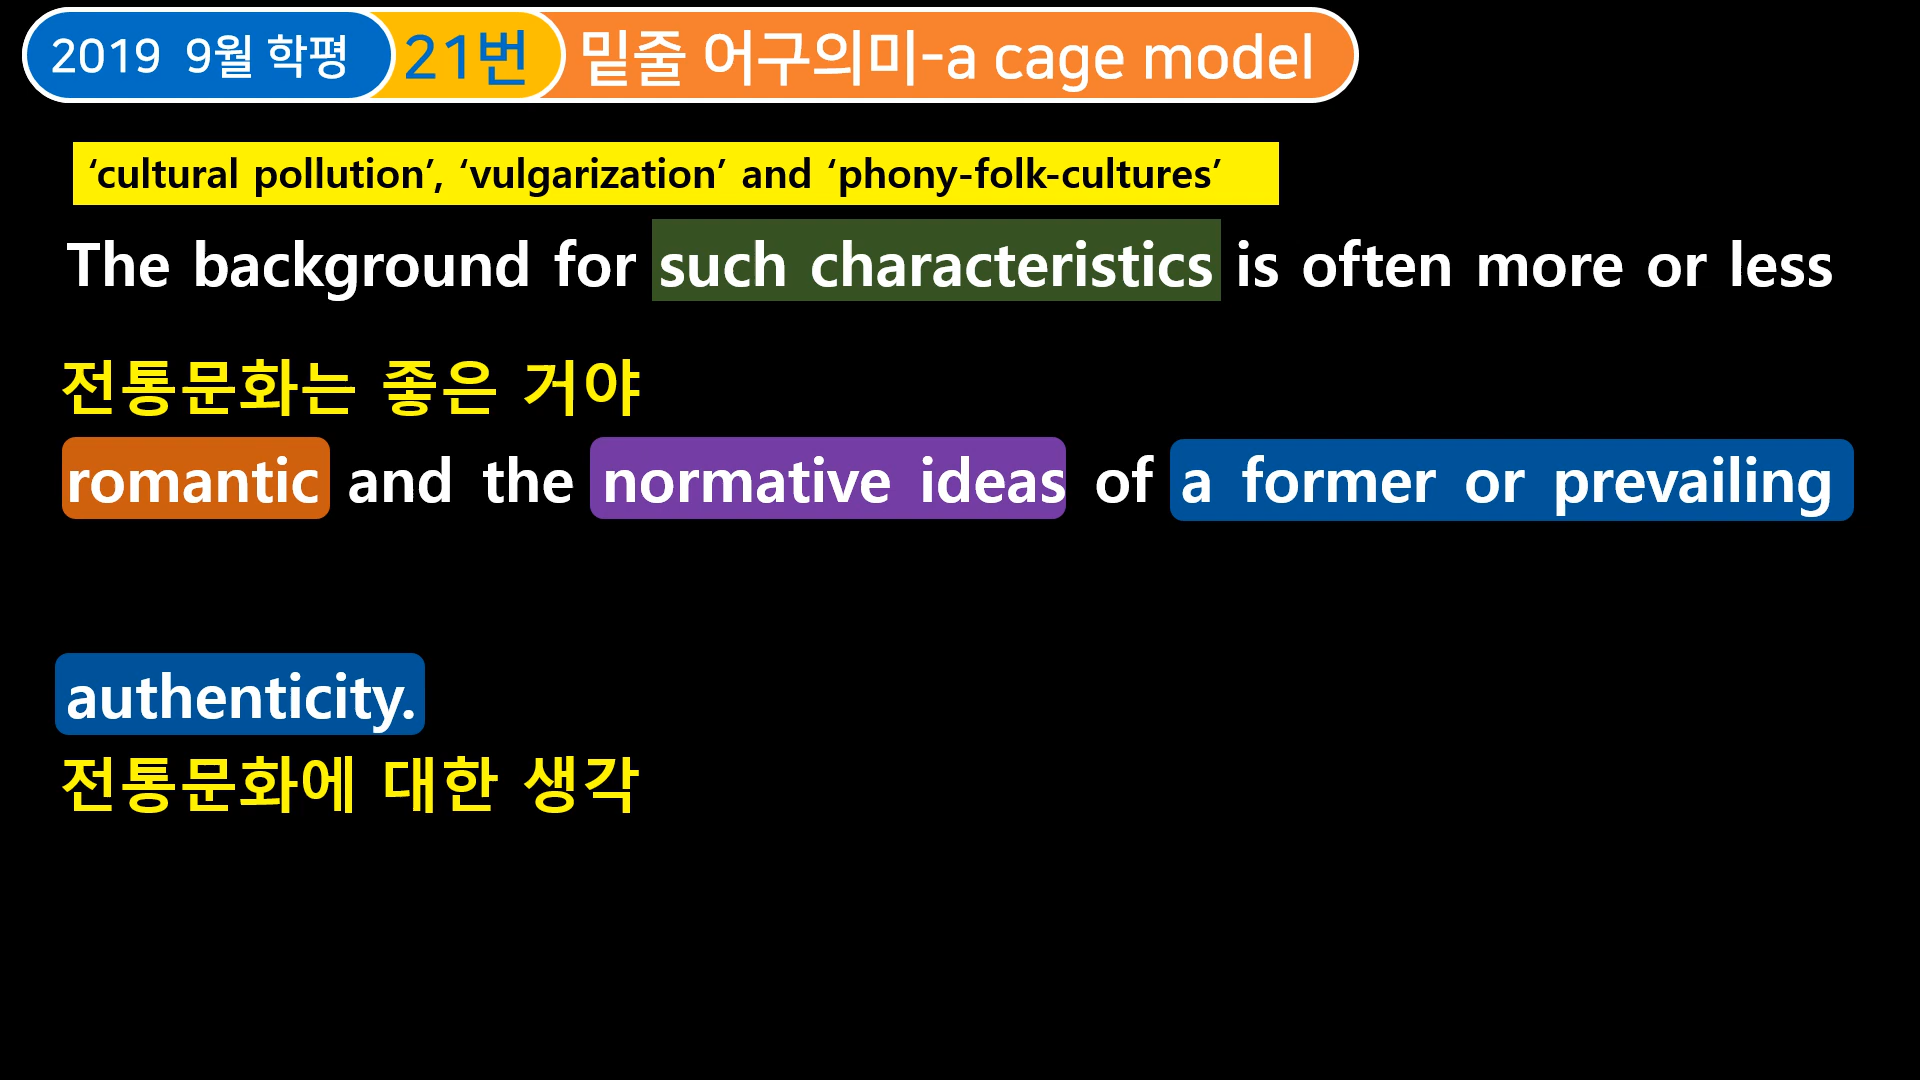 2019 9월 학평 21번 밑줄 어구의미-a cage model
‘cultural pollution’, ‘vulgarization’ and ‘phony-folk-cultures’
The background for such characteristics is often more or less
전통문화는 좋은 거야
romantic and the normative ideas of a former or prevailing
authenticity.
전통문화에 대한 생각